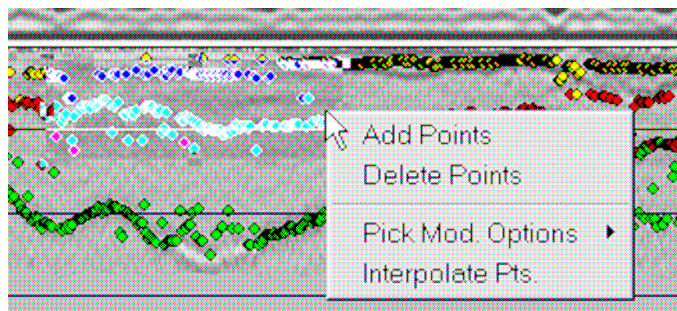 Add Points
Delete Points
Pick Mod. Options
Interpolate Pts.